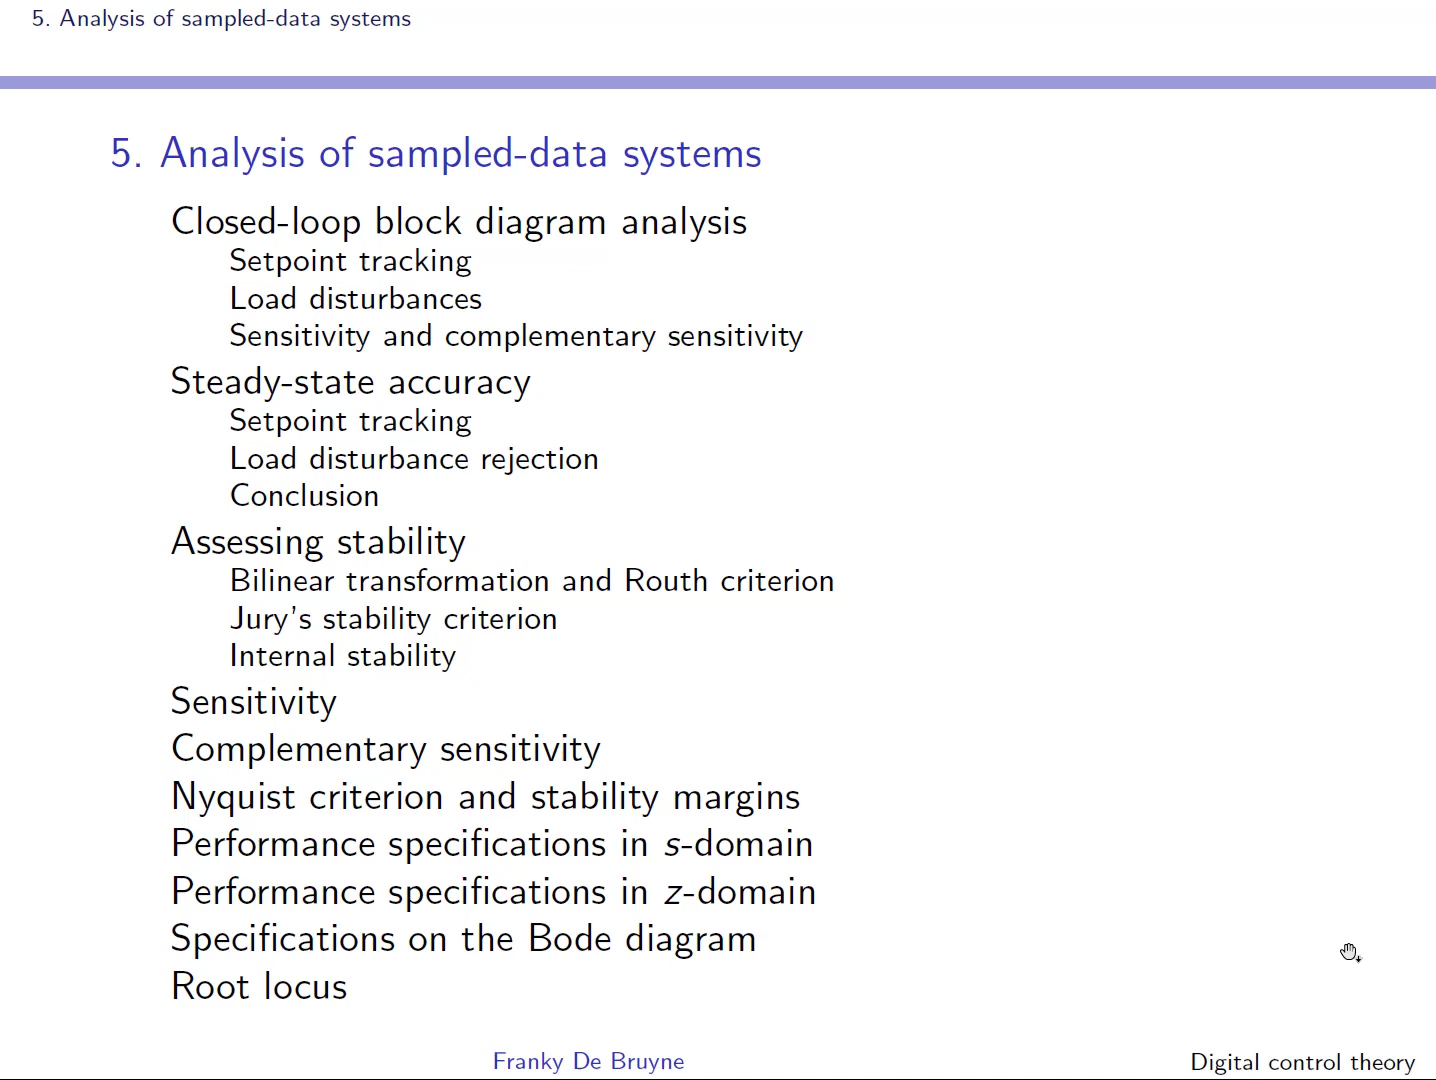 5. Analysis of sampled-data systems
5. Analysis of sampled-data systems
Closed-loop block diagram analysis
Setpoint tracking
Load disturbances
Sensitivity and complementary sensitivity
Steady-state accuracy
Setpoint tracking
Load disturbance rejection
Conclusion
Assessing stability
Bilinear transformation and Routh criterion
Jury's stability criterion
Internal stability
Sensitivity
Complementary sensitivity
Nyquist criterion and stability margins
Performance specifications in s-domain
Performance specifications in z-domain
Specifications on the Bode diagram
Root locus
Franky De Bruyne
Digital control theory